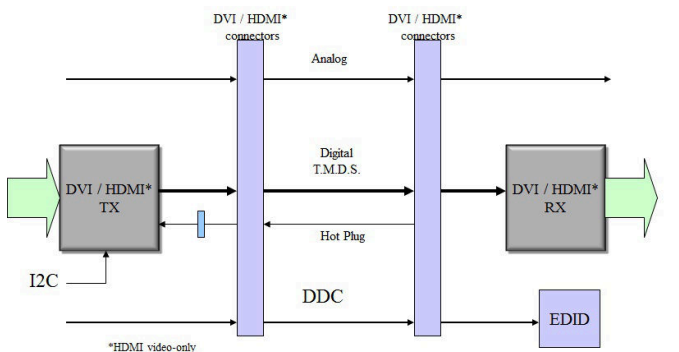 DVI / HDMI*
connectors
DVI / HDMI*
connectors
Analog
Digital
T.M.D.S.
DVI / HDMI*
TX
DVI / HDMI*
RX
Hot Plug
I2C
DDC
EDID
*HDMI video-only